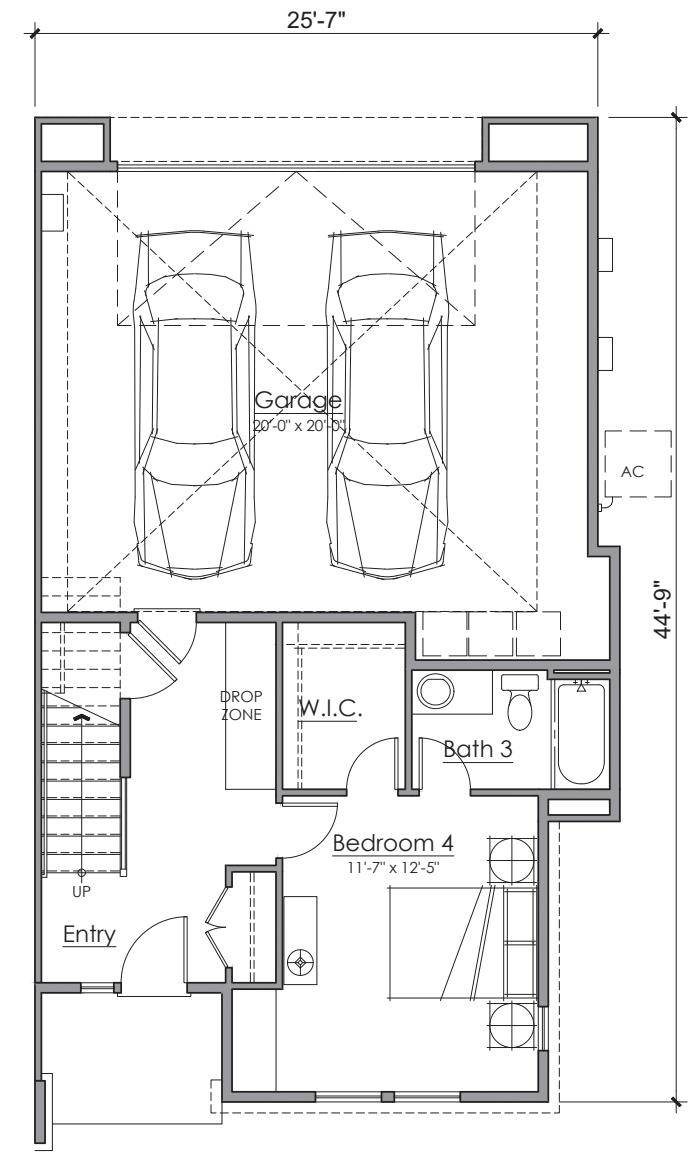 25'-7"
Garage
20'-0" x 20'-0"
AC
44'-9"
DROP
ZONE
W.I.C.
Bath 3
Bedroom 4
11'-7" x 12'-5"
UP
Entry